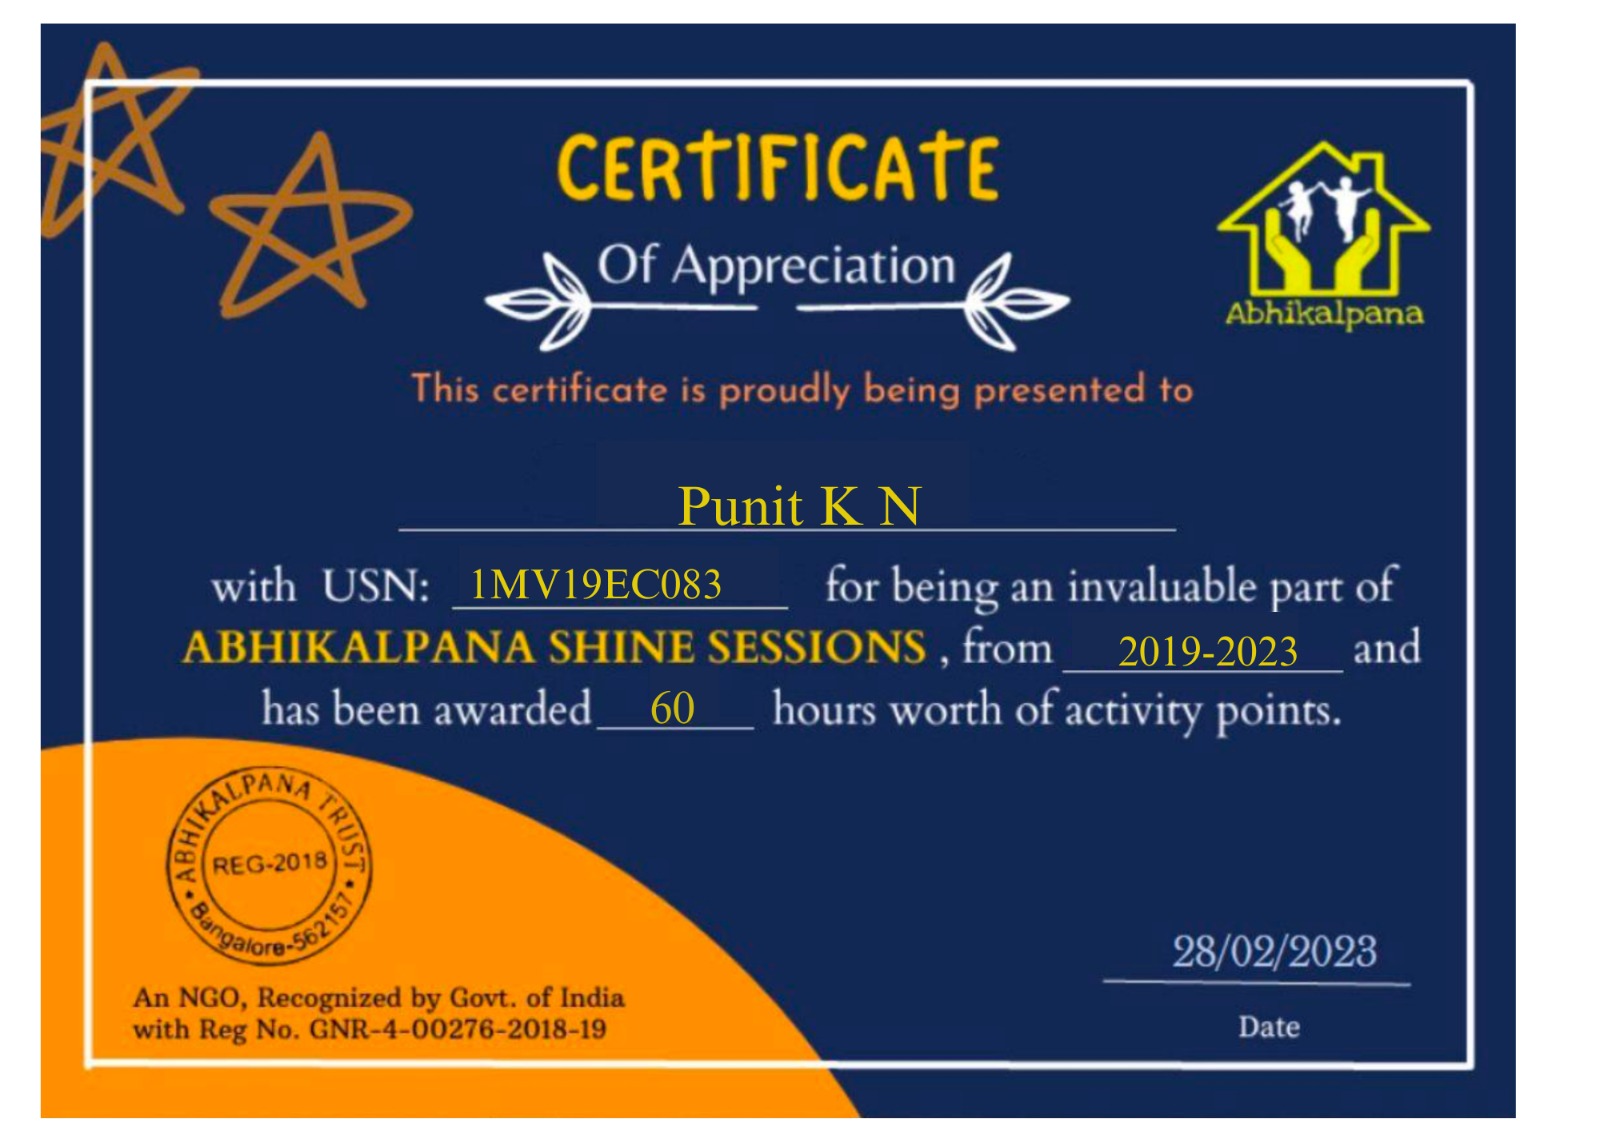 CERTIFICATE
Of Appreciation
Abhikalpana
This certificate is proudly being presented to
Punit K N
with USN: 1MV19EC083 for being an invaluable part of
ABHIKALPANA SHINE SESSIONS , from 2019-2023 and
has been awarded 60 hours worth of activity points.
ABHIKALPANA TRUST
REG-2018
Bangalore-562157
An NGO, Recognized by Govt. of India
with Reg No. GNR-4-00276-2018-19
28/02/2023
Date